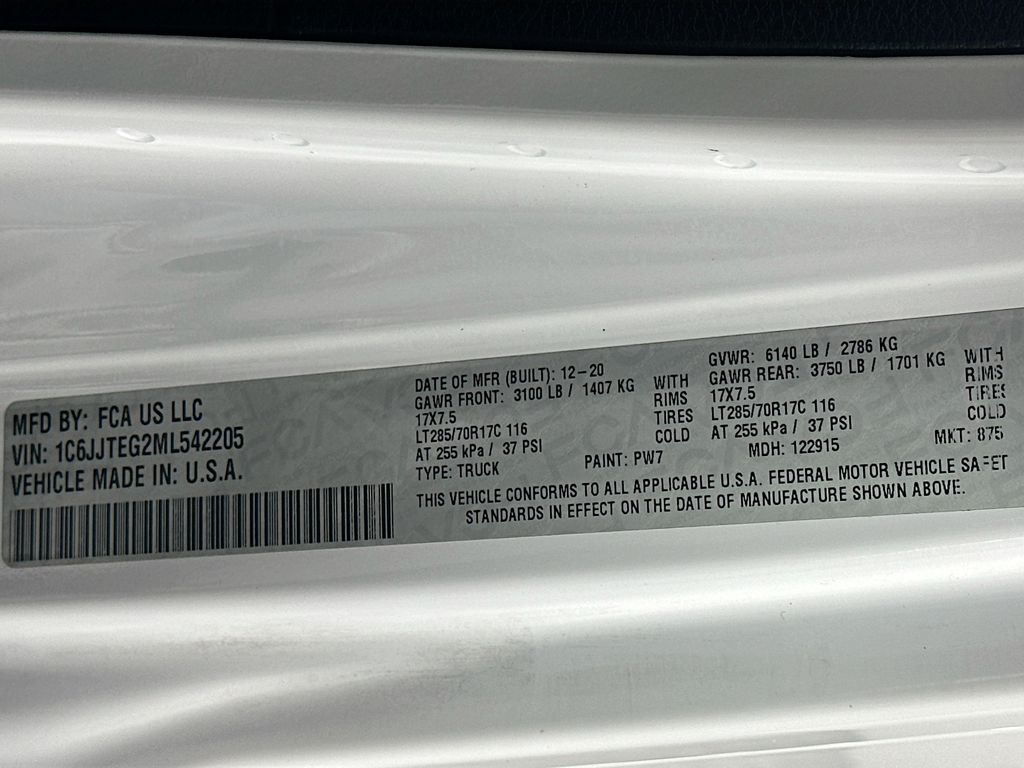 MFD BY: FCA US LLC
VIN: 1C6JJTEG2ML542205
VEHICLE MADE IN: U.S.A.
DATE OF MFR (BUILT): 12-20
GAWR FRONT: 3100 LB / 1407 KG WITH
17X7.5 RIMS
LT285/70R17C 116 TIRES
AT 255 kPa / 37 PSI COLD
TYPE: TRUCK PAINT: PW7
GVWR: 6140 LB / 2786 KG
GAWR REAR: 3750 LB / 1701 KG WITH
17X7.5 RIMS
LT285/70R17C 116 TIRES
AT 255 kPa / 37 PSI COLD
MDH: 122915 MKT: 875
THIS VEHICLE CONFORMS TO ALL APPLICABLE U.S.A. FEDERAL MOTOR VEHICLE SAFET
STANDARDS IN EFFECT ON THE DATE OF MANUFACTURE SHOWN ABOVE.